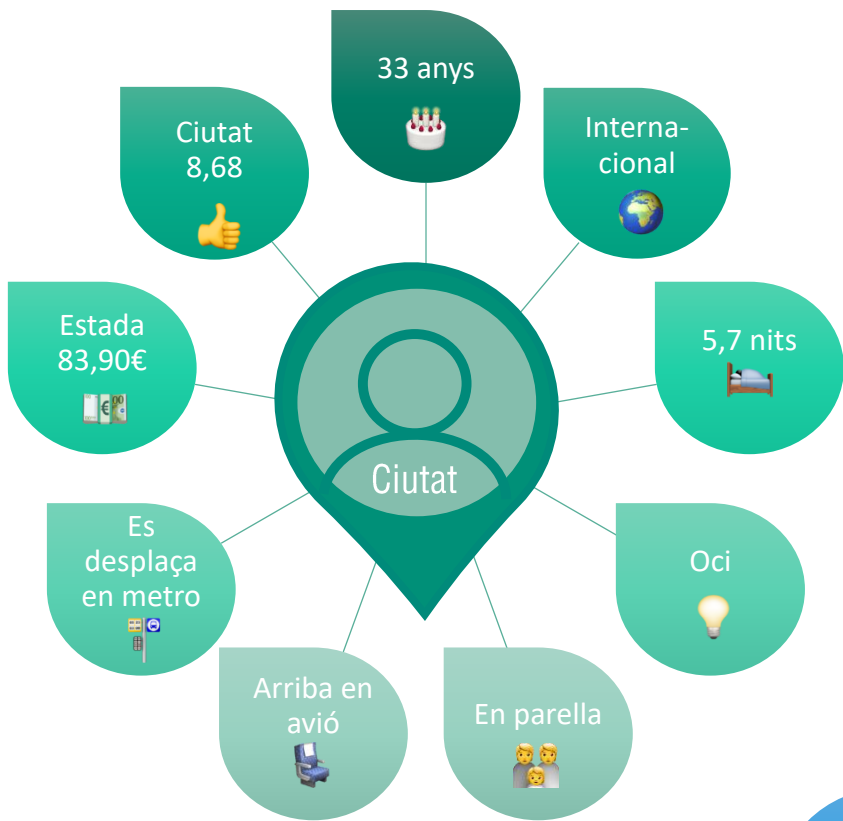 33 anys
Interna-
cional
5,7 nits
Oci
En parella
Arriba en
avió
Es
desplaça
en metro
Estada
83,90€
Ciutat
8,68
Ciutat